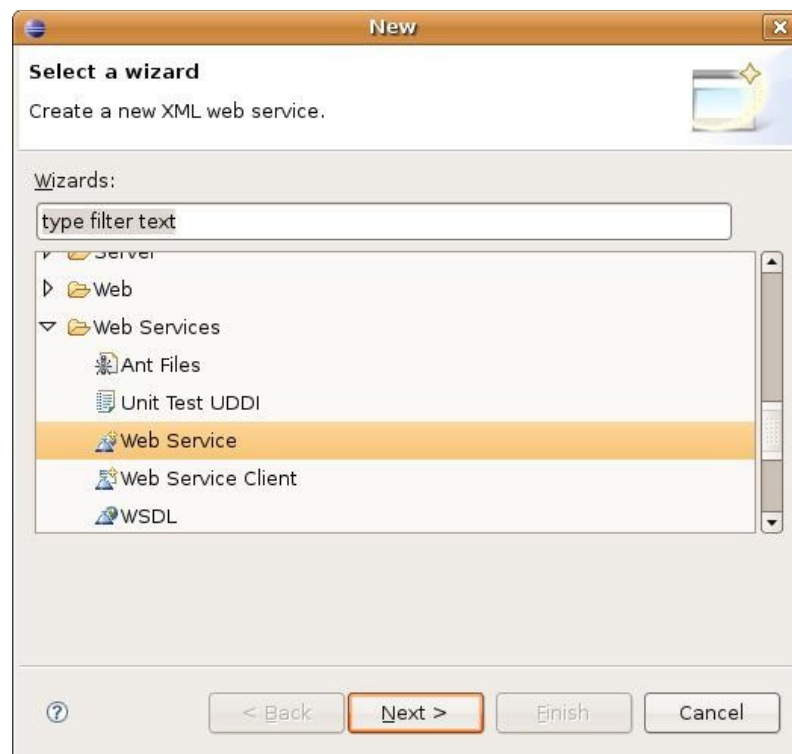 New
Select a wizard
Create a new XML web service.
Wizards:
type filter text
Server
Web
Web Services
Ant Files
Unit Test UDDI
Web Service
Web Service Client
WSDL
< Back Next > Finish Cancel